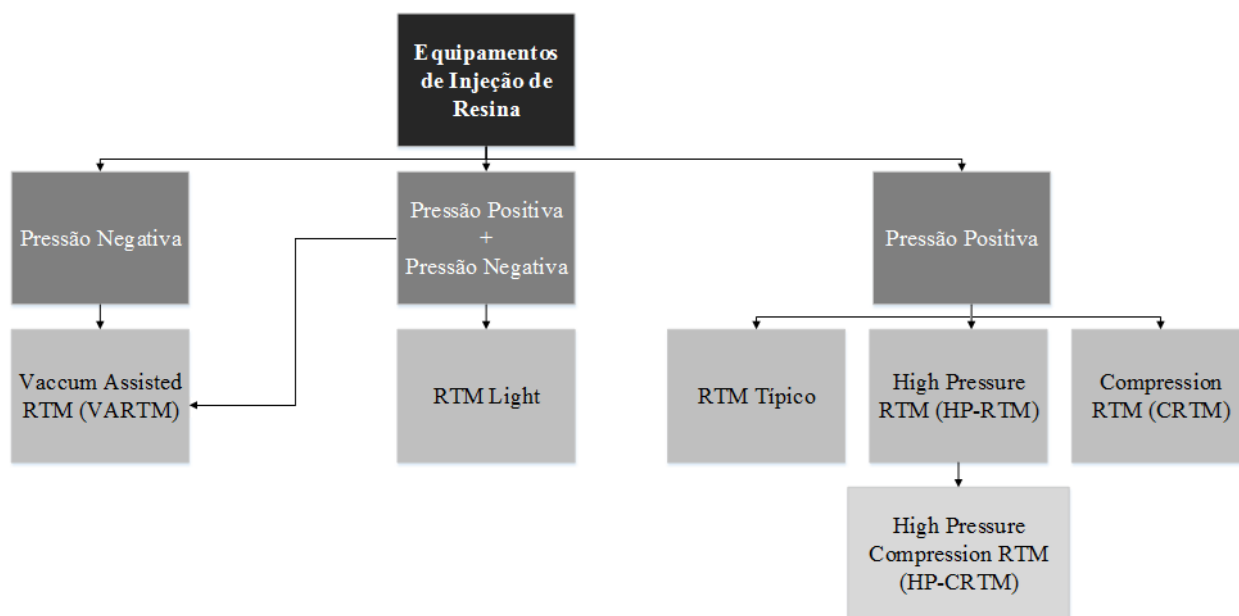 Equipamentos
de Injeção de
Resina
Pressão Negativa
Pressão Positiva
+
Pressão Negativa
Pressão Positiva
Vaccum Assisted
RTM (VARTM)
RTM Light
RTM Típico
High Pressure
RTM (HP-RTM)
Compression
RTM (CRTM)
High Pressure
Compression RTM
(HP-CRTM)